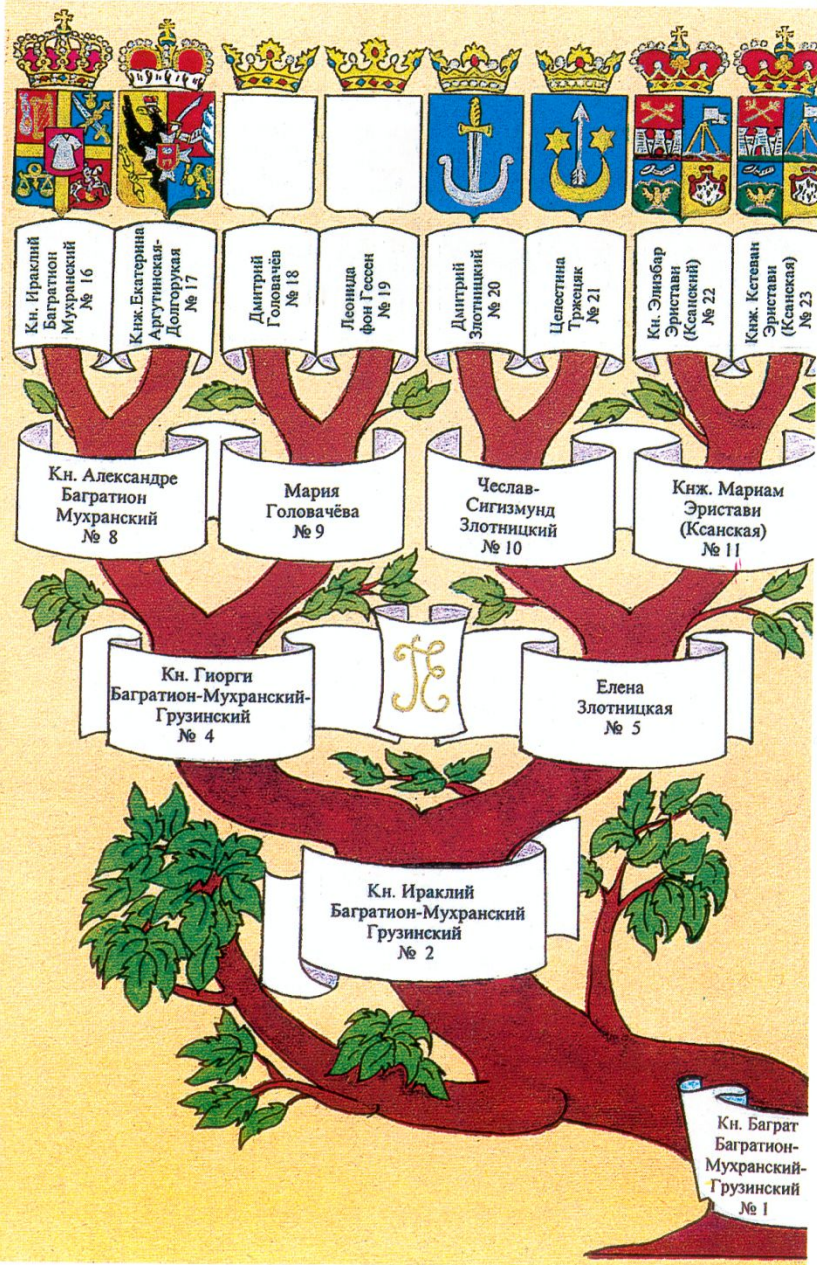 Кн. Ираклий
Багратион
Мухранский
№ 16
Кнж. Екатерина
Аргутинская-
Долгорукая
№ 17
Дмитрий
Головачёв
№ 18
Леонида
фон Гессен
№ 19
Дмитрий
Злотницкий
№ 20
Целестина
Тржецяк
№ 21
Кн. Элизбар
Эристави
(Ксанский)
№ 22
Кнж. Кетеван
Эристави
(Ксанская)
№ 23
Кн. Александре
Багратион
Мухранский
№ 8
Мария
Головачёва
№ 9
Чеслав-
Сигизмунд
Злотницкий
№ 10
Кнж. Мариам
Эристави
(Ксанская)
№ 11
Кн. Гиорги
Багратион-Мухранский-
Грузинский
№ 4
Елена
Злотницкая
№ 5
Кн. Ираклий
Багратион-Мухранский
Грузинский
№ 2
Кн. Баграт
Багратион-
Мухранский-
Грузинский
№ 1